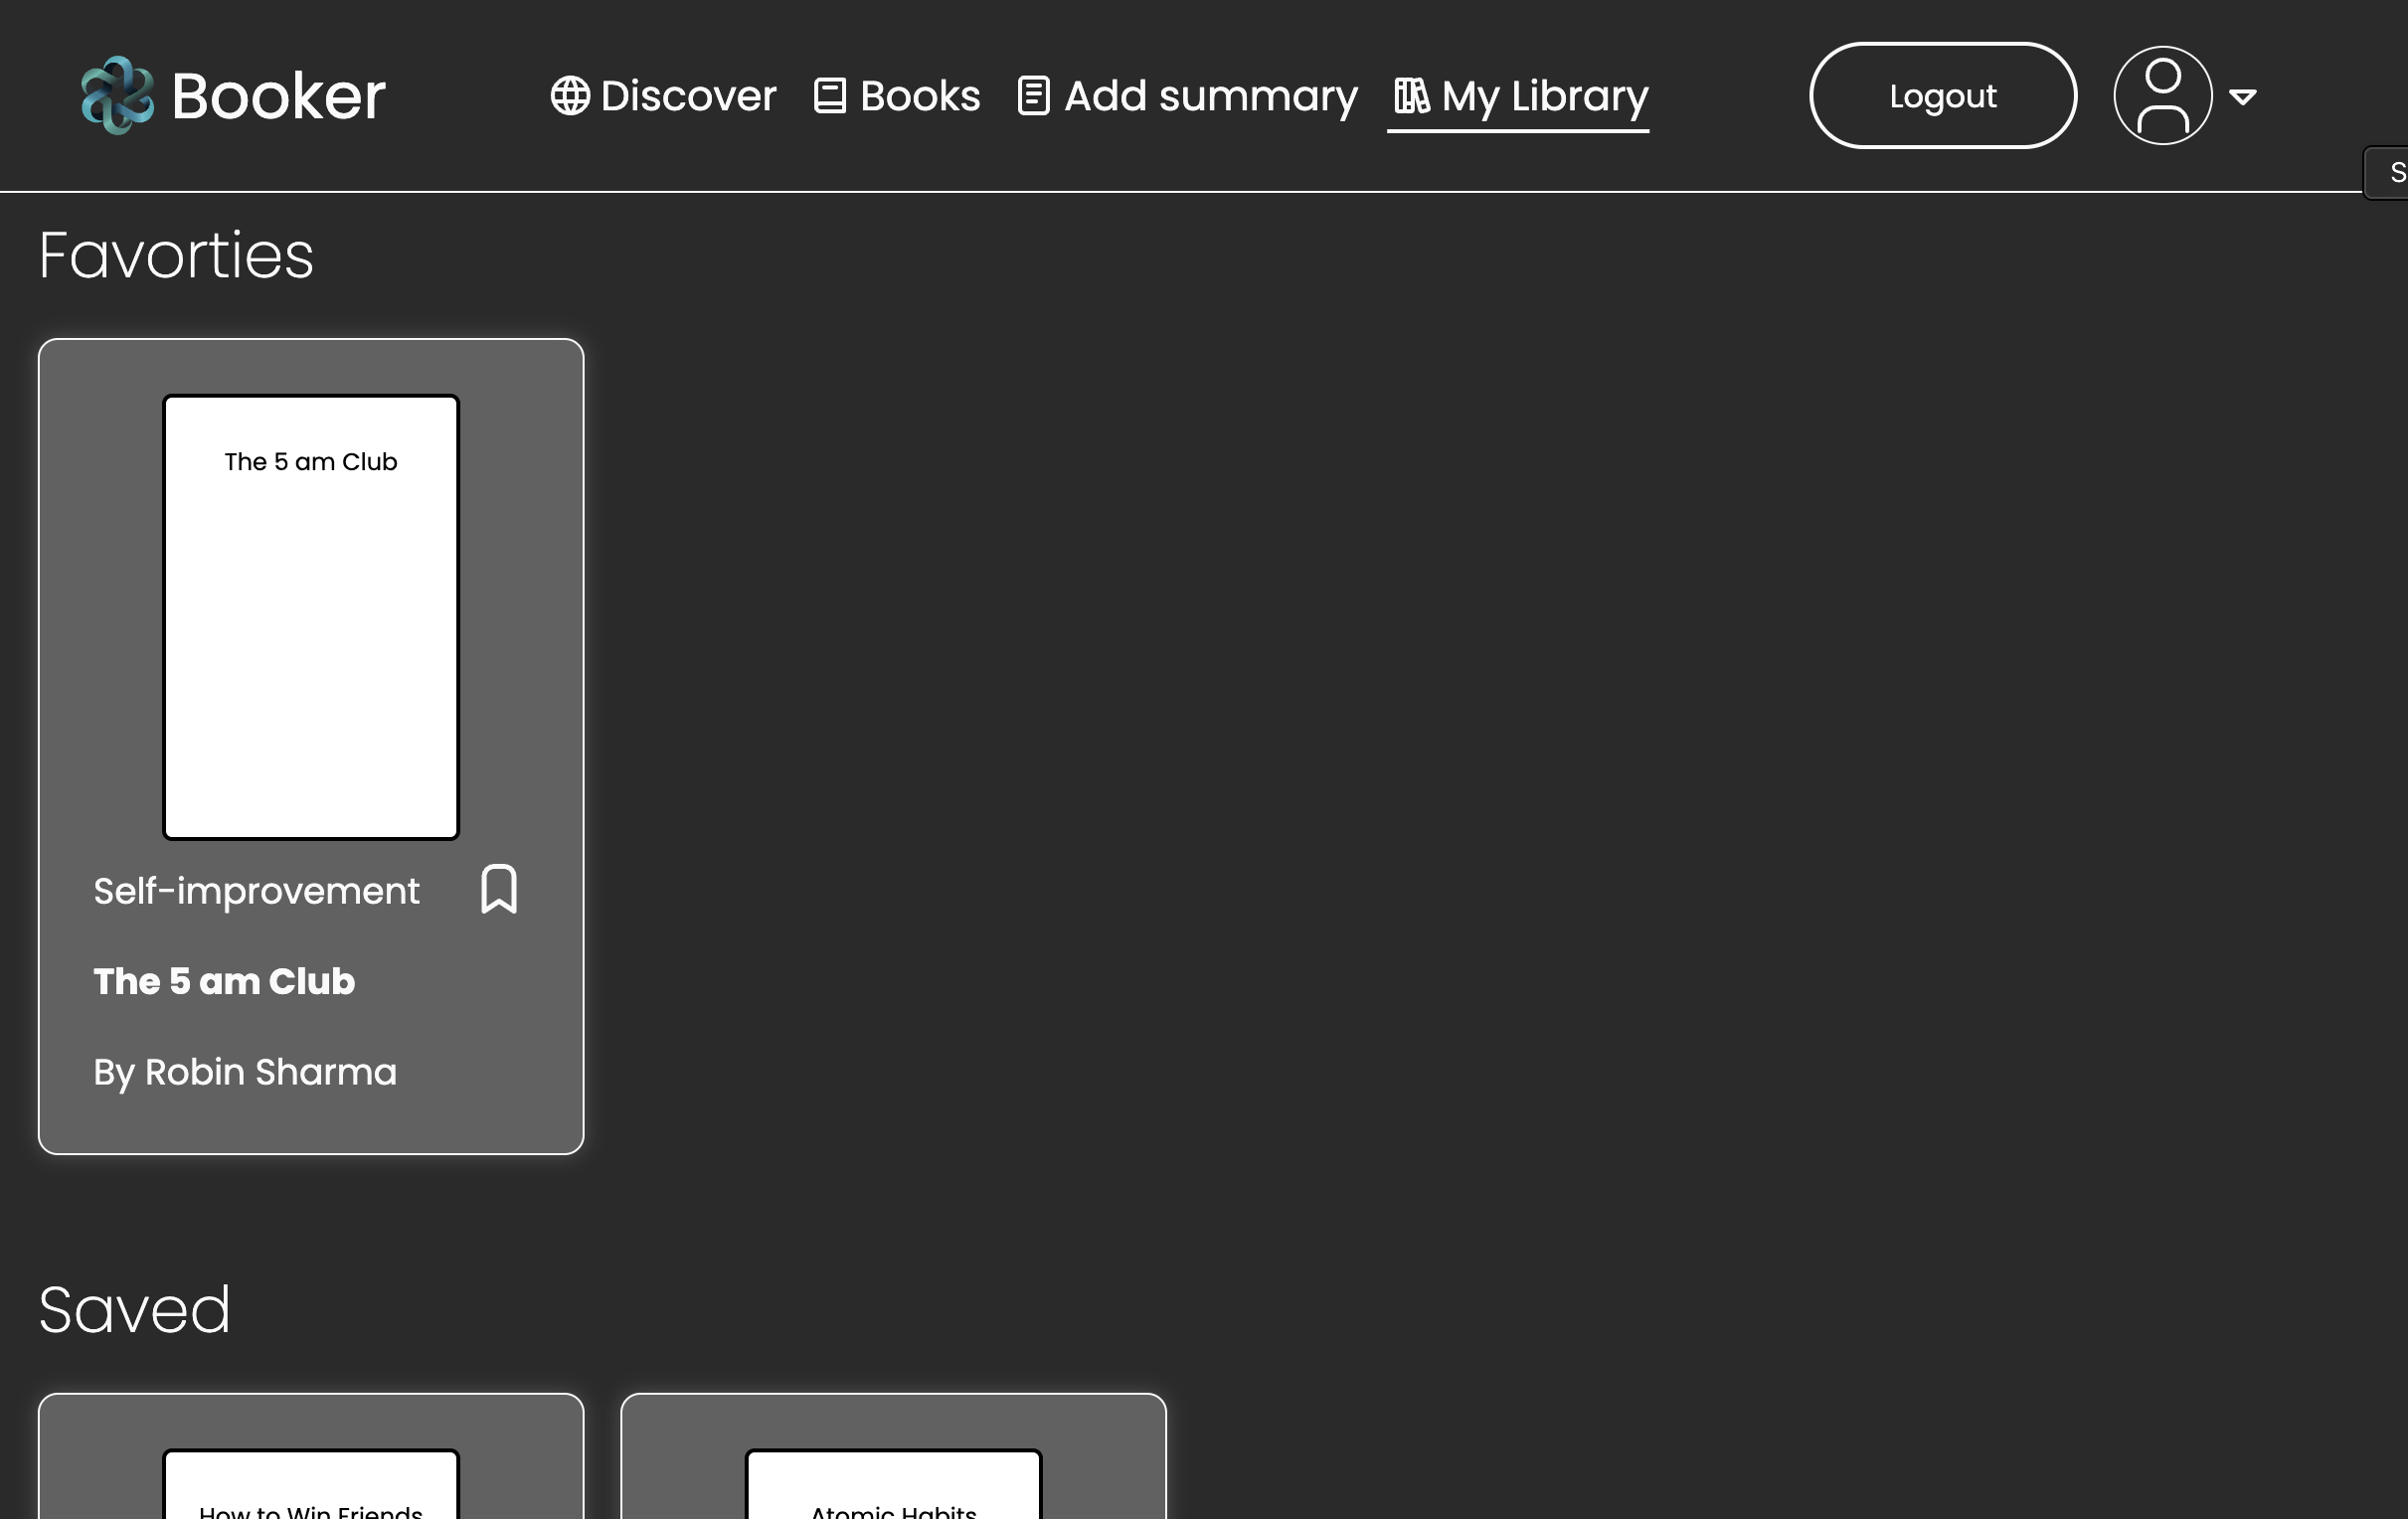 Booker
Discover
Books
Add summary
My Library
Logout
Favorties
The 5 am Club
Self-improvement
The 5 am Club
By Robin Sharma
Saved
How to Win Friends
Atomic Habits